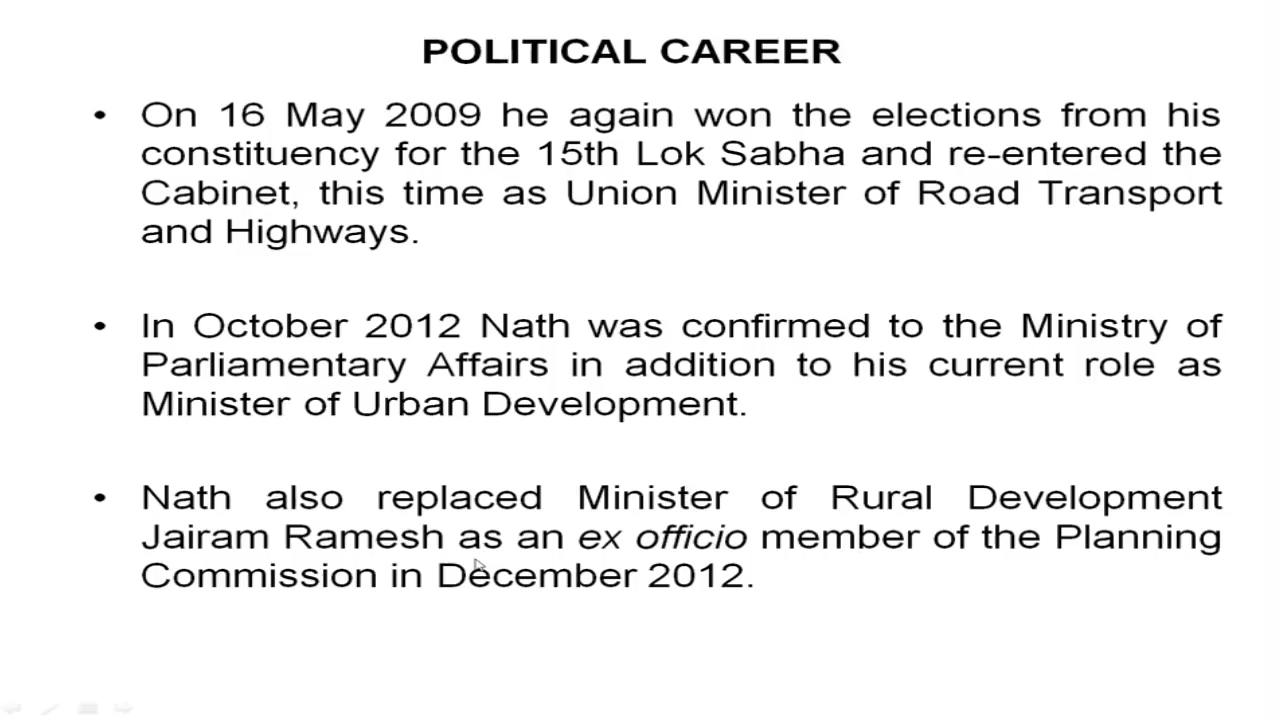 POLITICAL CAREER
• On 16 May 2009 he again won the elections from his
constituency for the 15th Lok Sabha and re-entered the
Cabinet, this time as Union Minister of Road Transport
and Highways.
• In October 2012 Nath was confirmed to the Ministry of
Parliamentary Affairs in addition to his current role as
Minister of Urban Development.
• Nath also replaced Minister of Rural Development
Jairam Ramesh as an ex officio member of the Planning
Commission in December 2012.